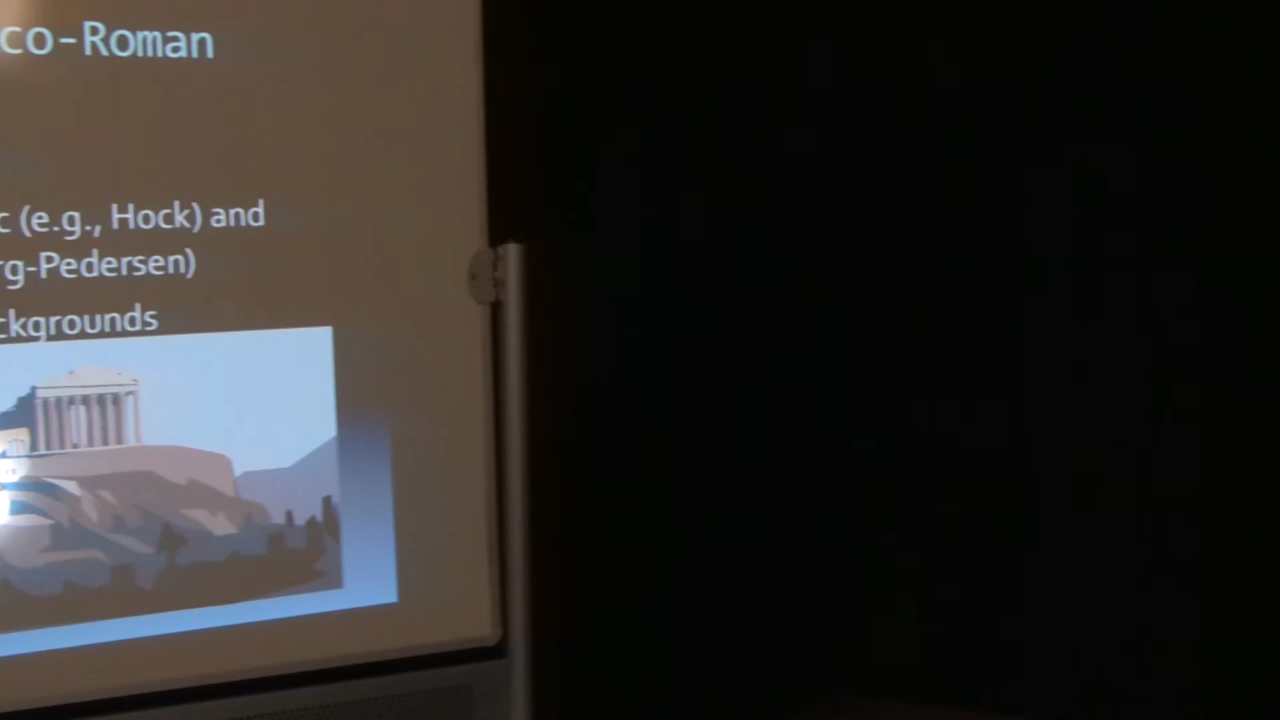 co-Roman
c (e.g., Hock) and
rg-Pedersen)
ckgrounds